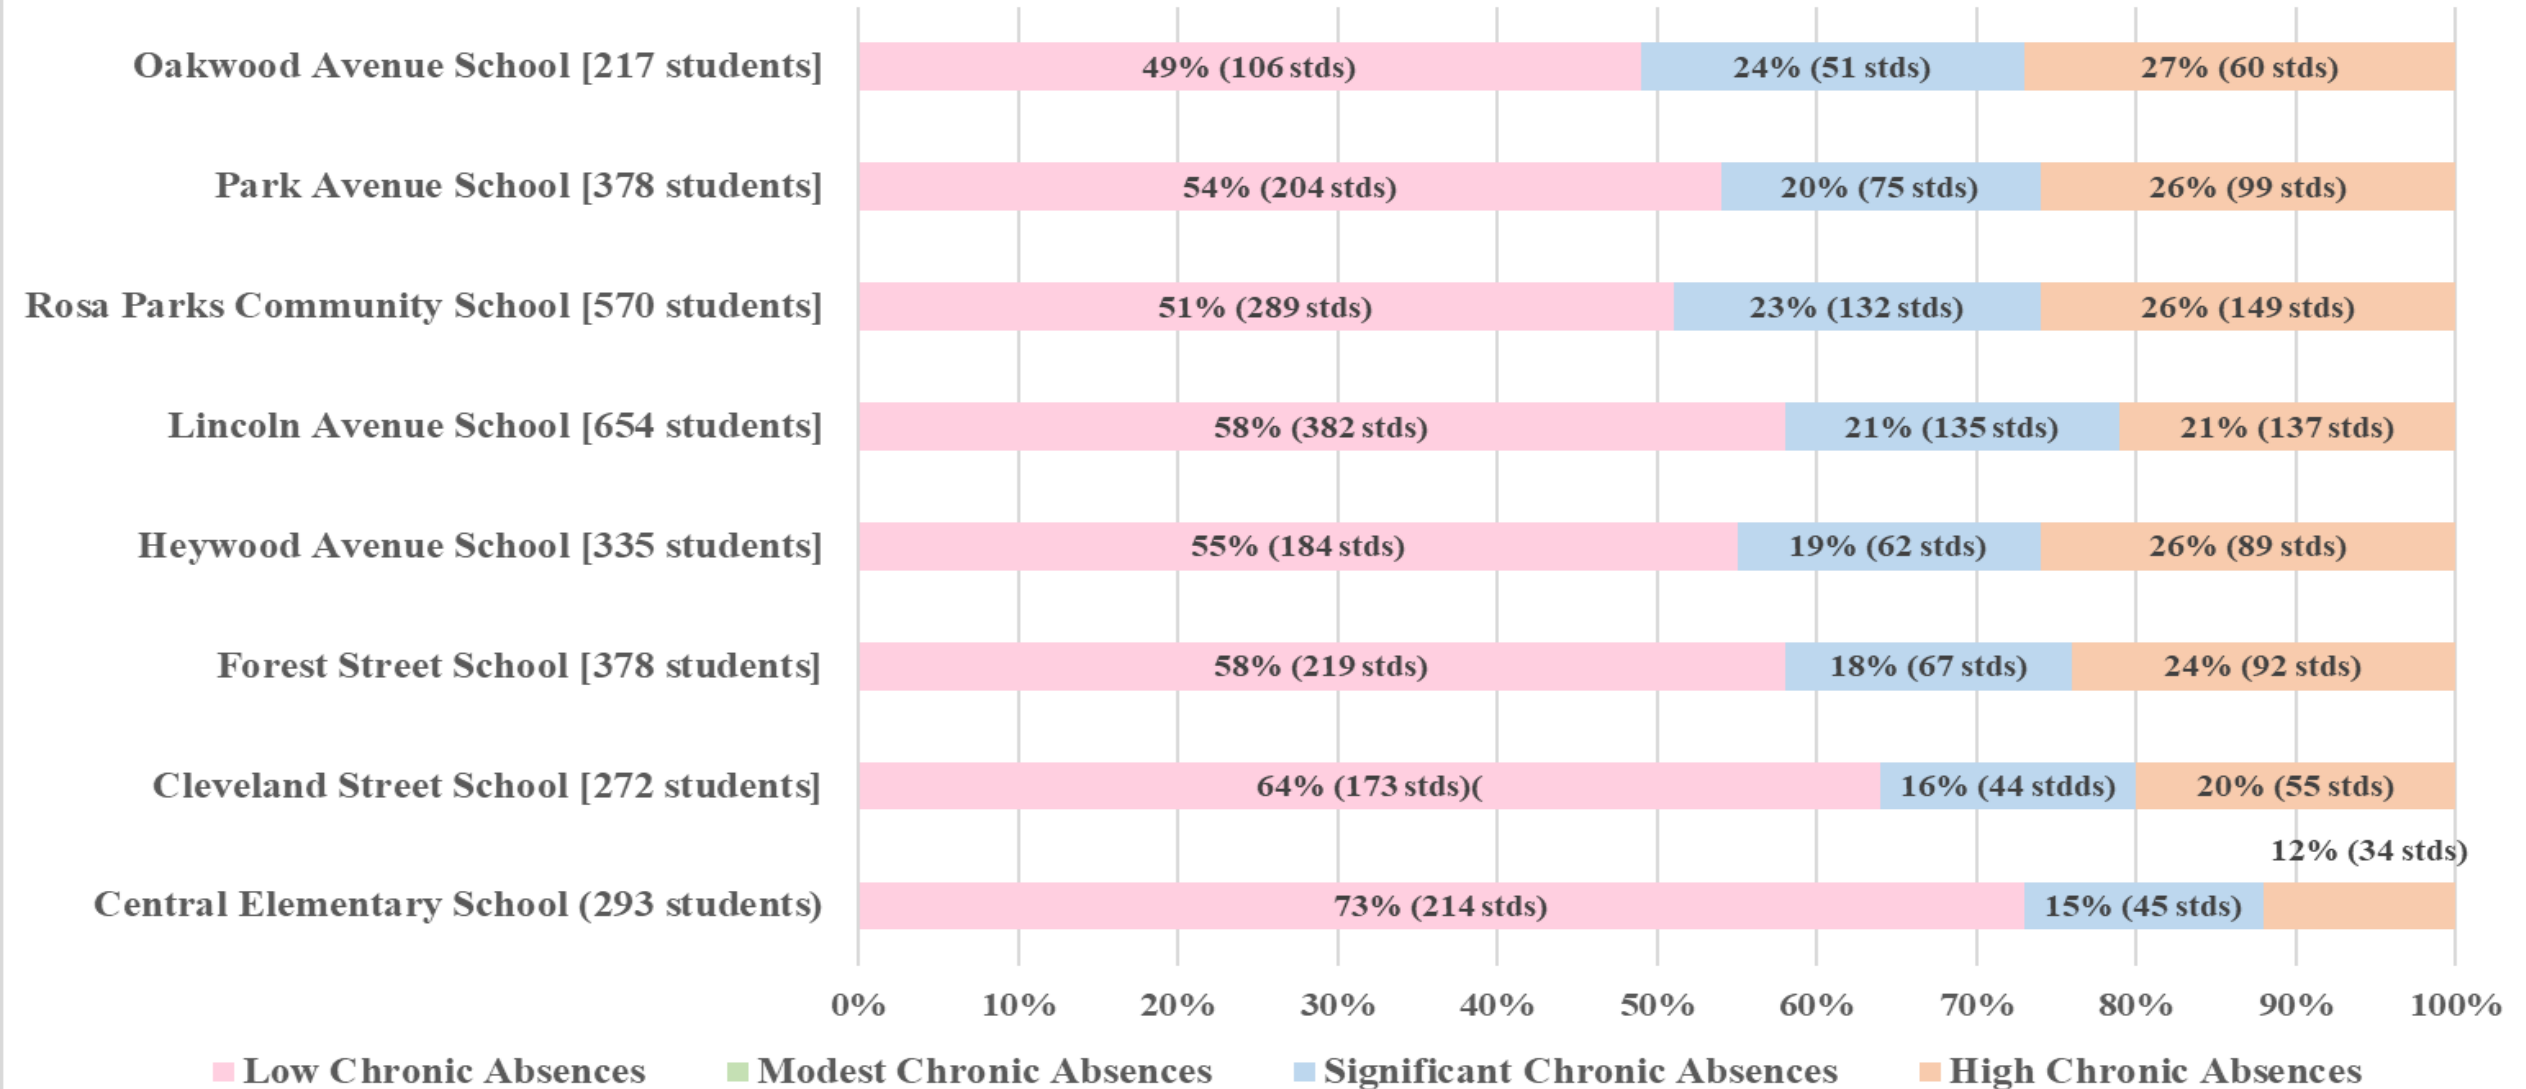 Oakwood Avenue School [217 students] 49% (106 stds) 24% (51 stds) 27% (60 stds)
Park Avenue School [378 students] 54% (204 stds) 20% (75 stds) 26% (99 stds)
Rosa Parks Community School [570 students] 51% (289 stds) 23% (132 stds) 26% (149 stds)
Lincoln Avenue School [654 students] 58% (382 stds) 21% (135 stds) 21% (137 stds)
Heywood Avenue School [335 students] 55% (184 stds) 19% (62 stds) 26% (89 stds)
Forest Street School [378 students] 58% (219 stds) 18% (67 stds) 24% (92 stds)
Cleveland Street School [272 students] 64% (173 stds)( 16% (44 stdds) 20% (55 stds)
12% (34 stds)
Central Elementary School (293 students) 73% (214 stds) 15% (45 stds)
0% 10% 20% 30% 40% 50% 60% 70% 80% 90% 100%
Low Chronic Absences Modest Chronic Absences Significant Chronic Absences High Chronic Absences